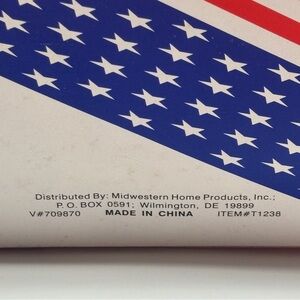 Distributed By: Midwestern Home Products, Inc.;
P. O. BOX 0591; Wilmington, DE 19899
V#709870 MADE IN CHINA ITEM#T1238